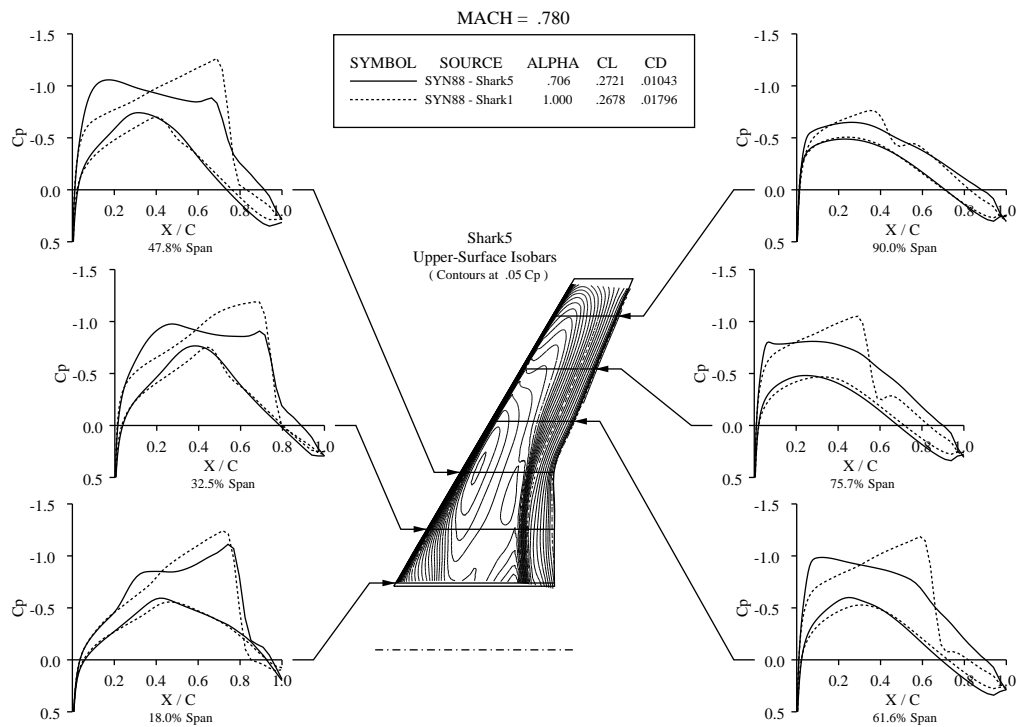 MACH = .780
SYMBOL SOURCE ALPHA CL CD
SYN88 - Shark5 .706 .2721 .01043
SYN88 - Shark1 1.000 .2678 .01796
-1.5
-1.0
-0.5
0.0
0.5
Cp
0.2 0.4 0.6 0.8 1.0
X / C
47.8% Span
-1.5
-1.0
-0.5
0.0
0.5
Cp
0.2 0.4 0.6 0.8 1.0
X / C
90.0% Span
Shark5
Upper-Surface Isobars
( Contours at .05 Cp )
-1.5
-1.0
-0.5
0.0
0.5
Cp
0.2 0.4 0.6 0.8 1.0
X / C
32.5% Span
-1.5
-1.0
-0.5
0.0
0.5
Cp
0.2 0.4 0.6 0.8 1.0
X / C
75.7% Span
-1.5
-1.0
-0.5
0.0
0.5
Cp
0.2 0.4 0.6 0.8 1.0
X / C
18.0% Span
-1.5
-1.0
-0.5
0.0
0.5
Cp
0.2 0.4 0.6 0.8 1.0
X / C
61.6% Span